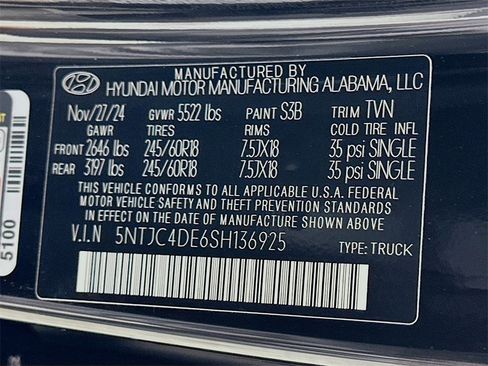 MANUFACTURED BY
HYUNDAI MOTOR MANUFACTURING ALABAMA, LLC
Nov/27/24 GVWR 5522 lbs PAINT S3B TRIM TVN
GAWR TIRES RIMS COLD TIRE INFL
FRONT 2646 lbs 245/60R18 7.5JX18 35 psi SINGLE
REAR 3197 lbs 245/60R18 7.5JX18 35 psi SINGLE
THIS VEHICLE CONFORMS TO ALL APPLICABLE U.S.A. FEDERAL
MOTOR VEHICLE SAFETY AND THEFT PREVENTION STANDARDS
IN EFFECT ON THE DATE OF MANUFACTURE SHOWN ABOVE.
V.I.N 5NTJC4DE6SH136925 TYPE: TRUCK
5100